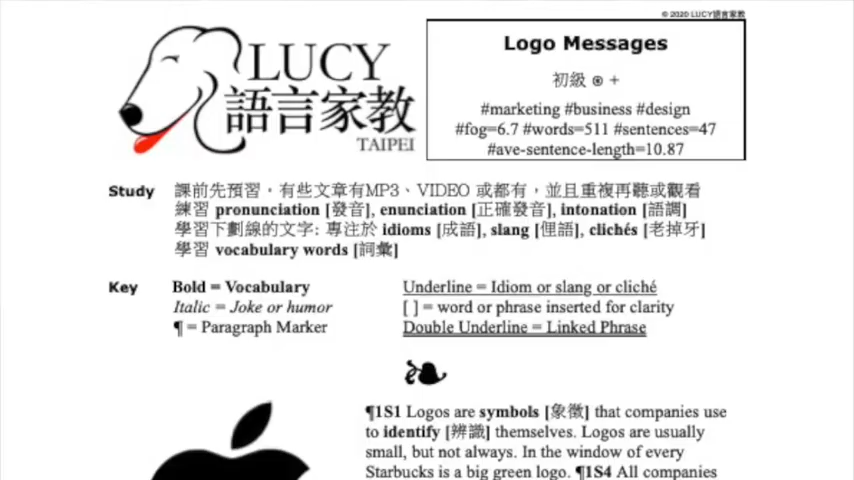 © 2020 LUCY語言家教
LUCY
語言家教
TAIPEI
Logo Messages
初級 ⊛ +
#marketing #business #design
#fog=6.7 #words=511 #sentences=47
#ave-sentence-length=10.87
Study 課前先預習，有些文章有MP3、VIDEO 或都有，並且重複再聽或觀看
練習 pronunciation [發音], enunciation [正確發音], intonation [語調]
學習下劃線的文字: 專注於 idioms [成語], slang [俚語], clichés [老掉牙]
學習 vocabulary words [詞彙]
Key Bold = Vocabulary
Italic = Joke or humor
¶ = Paragraph Marker
Underline = Idiom or slang or cliché
[ ] = word or phrase inserted for clarity
Double Underline = Linked Phrase
¶1S1 Logos are symbols [象徵] that companies use
to identify [辨識] themselves. Logos are usually
small, but not always. In the window of every
Starbucks is a big green logo. ¶1S4 All companies